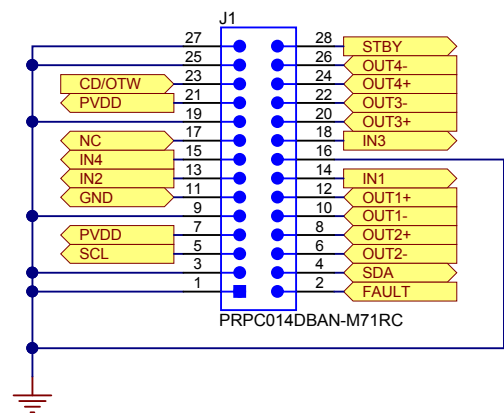 J1
27 28 STBY
25 26 OUT4-
CD/OTW 23 24 OUT4+
PVDD 21 22 OUT3-
19 20 OUT3+
NC 17 18 IN3
IN4 15 16
IN2 13 14 IN1
GND 11 12 OUT1+
9 10 OUT1-
PVDD 7 8 OUT2+
SCL 5 6 OUT2-
3 4 SDA
1 2 FAULT
PRPC014DBAN-M71RC